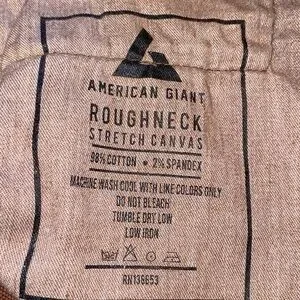 AMERICAN GIANT
ROUGHNECK
STRETCH CANVAS
98% COTTON • 2% SPANDEX
MACHINE WASH COOL WITH LIKE COLORS ONLY
DO NOT BLEACH
TUMBLE DRY LOW
LOW IRON
RN136653